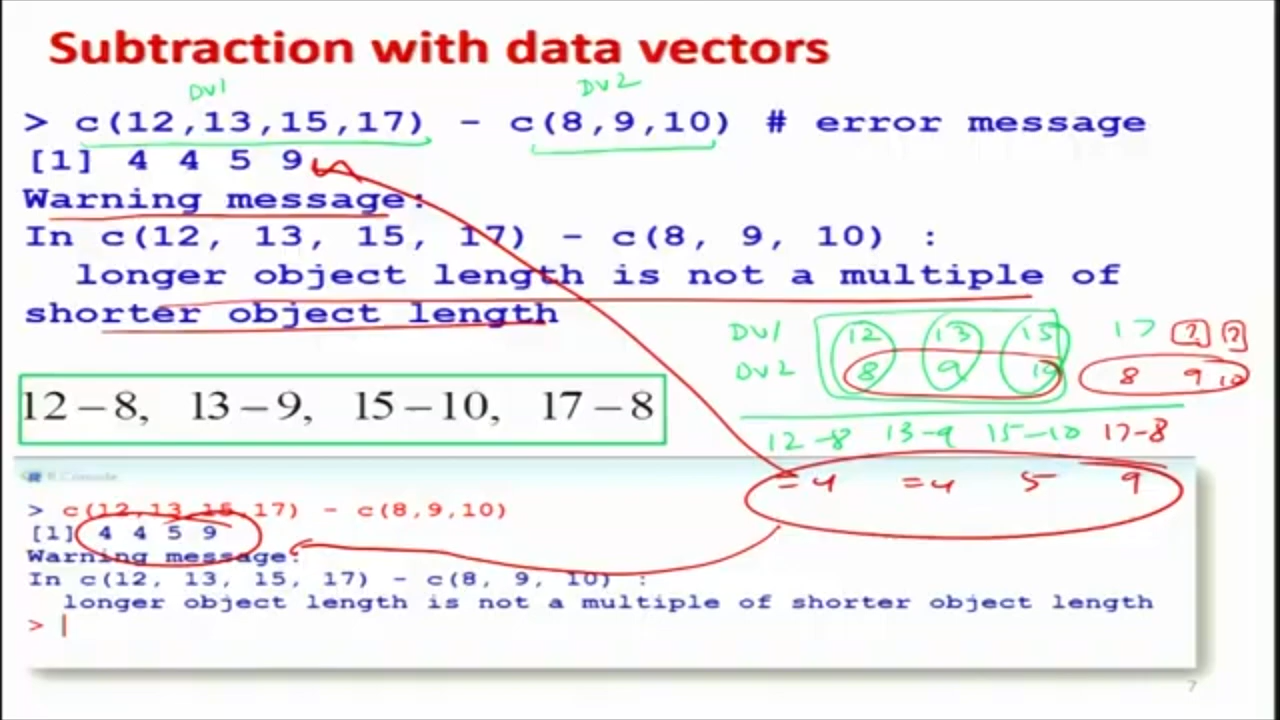 Subtraction with data vectors
DV1 DV2
> c(12,13,15,17) - c(8,9,10) # error message
[1] 4 4 5 9
Warning message:
In c(12, 13, 15, 17) - c(8, 9, 10) :
longer object length is not a multiple of
shorter object length
DV1 12 13 15 17 ? ?
DV2 8 9 10 8 9 10
12-8 13-9 15-10 17-8
=4 =4 5 9
12 – 8, 13 – 9, 15 – 10, 17 – 8
R Console
> c(12,13,15,17) - c(8,9,10)
[1] 4 4 5 9
Warning message:
In c(12, 13, 15, 17) - c(8, 9, 10) :
longer object length is not a multiple of shorter object length
> |
7